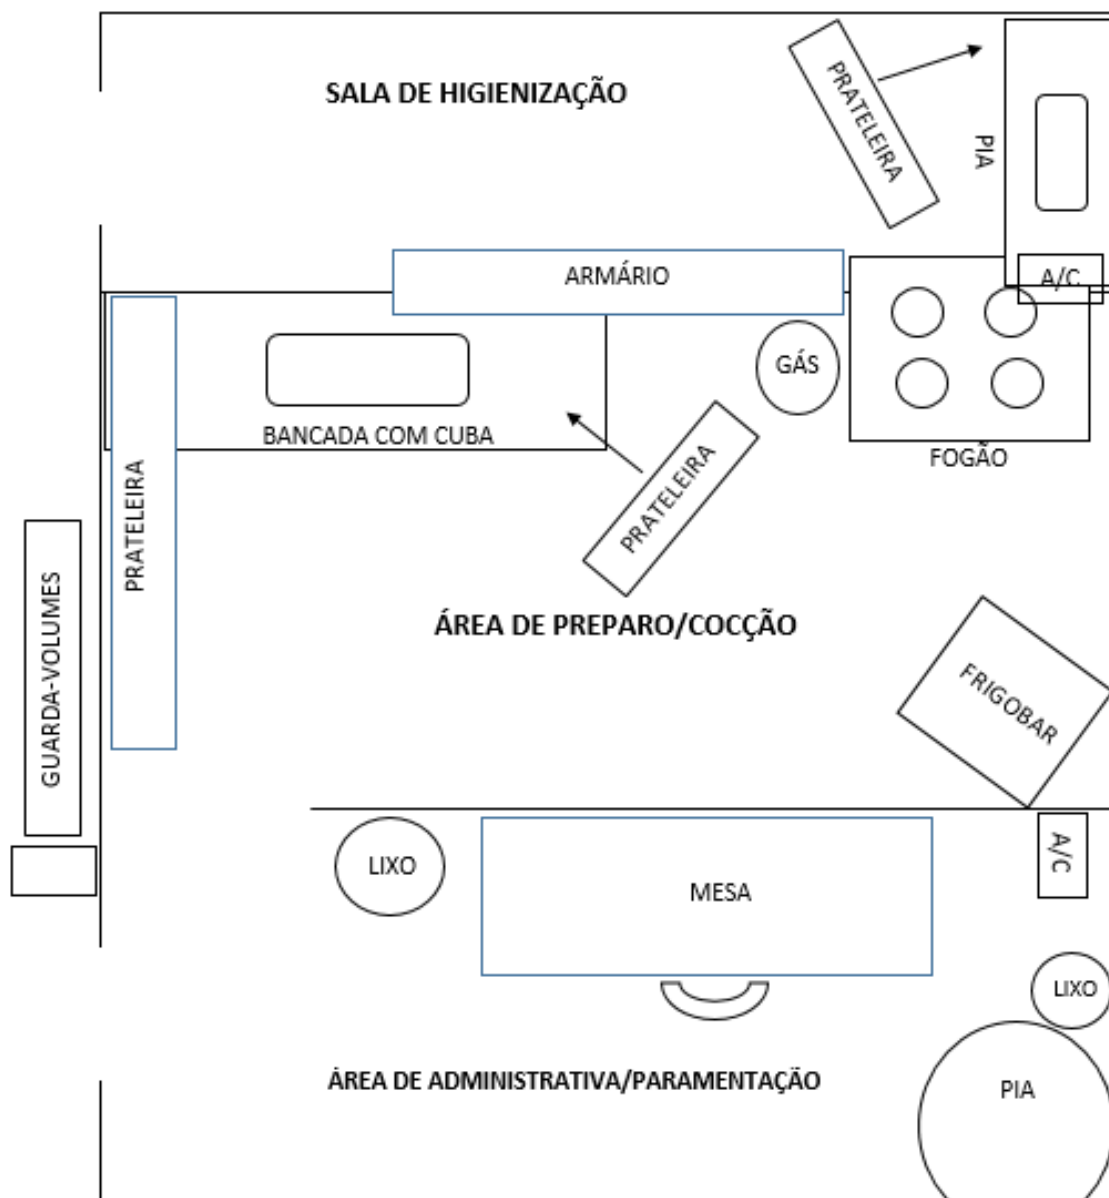 SALA DE HIGIENIZAÇÃO
PRATELEIRA
PIA
ARMÁRIO
A/C
GÁS
BANCADA COM CUBA
FOGÃO
PRATELEIRA
PRATELEIRA
GUARDA-VOLUMES
ÁREA DE PREPARO/COCÇÃO
FRIGOBAR
LIXO
MESA
A/C
LIXO
ÁREA DE ADMINISTRATIVA/PARAMENTAÇÃO
PIA